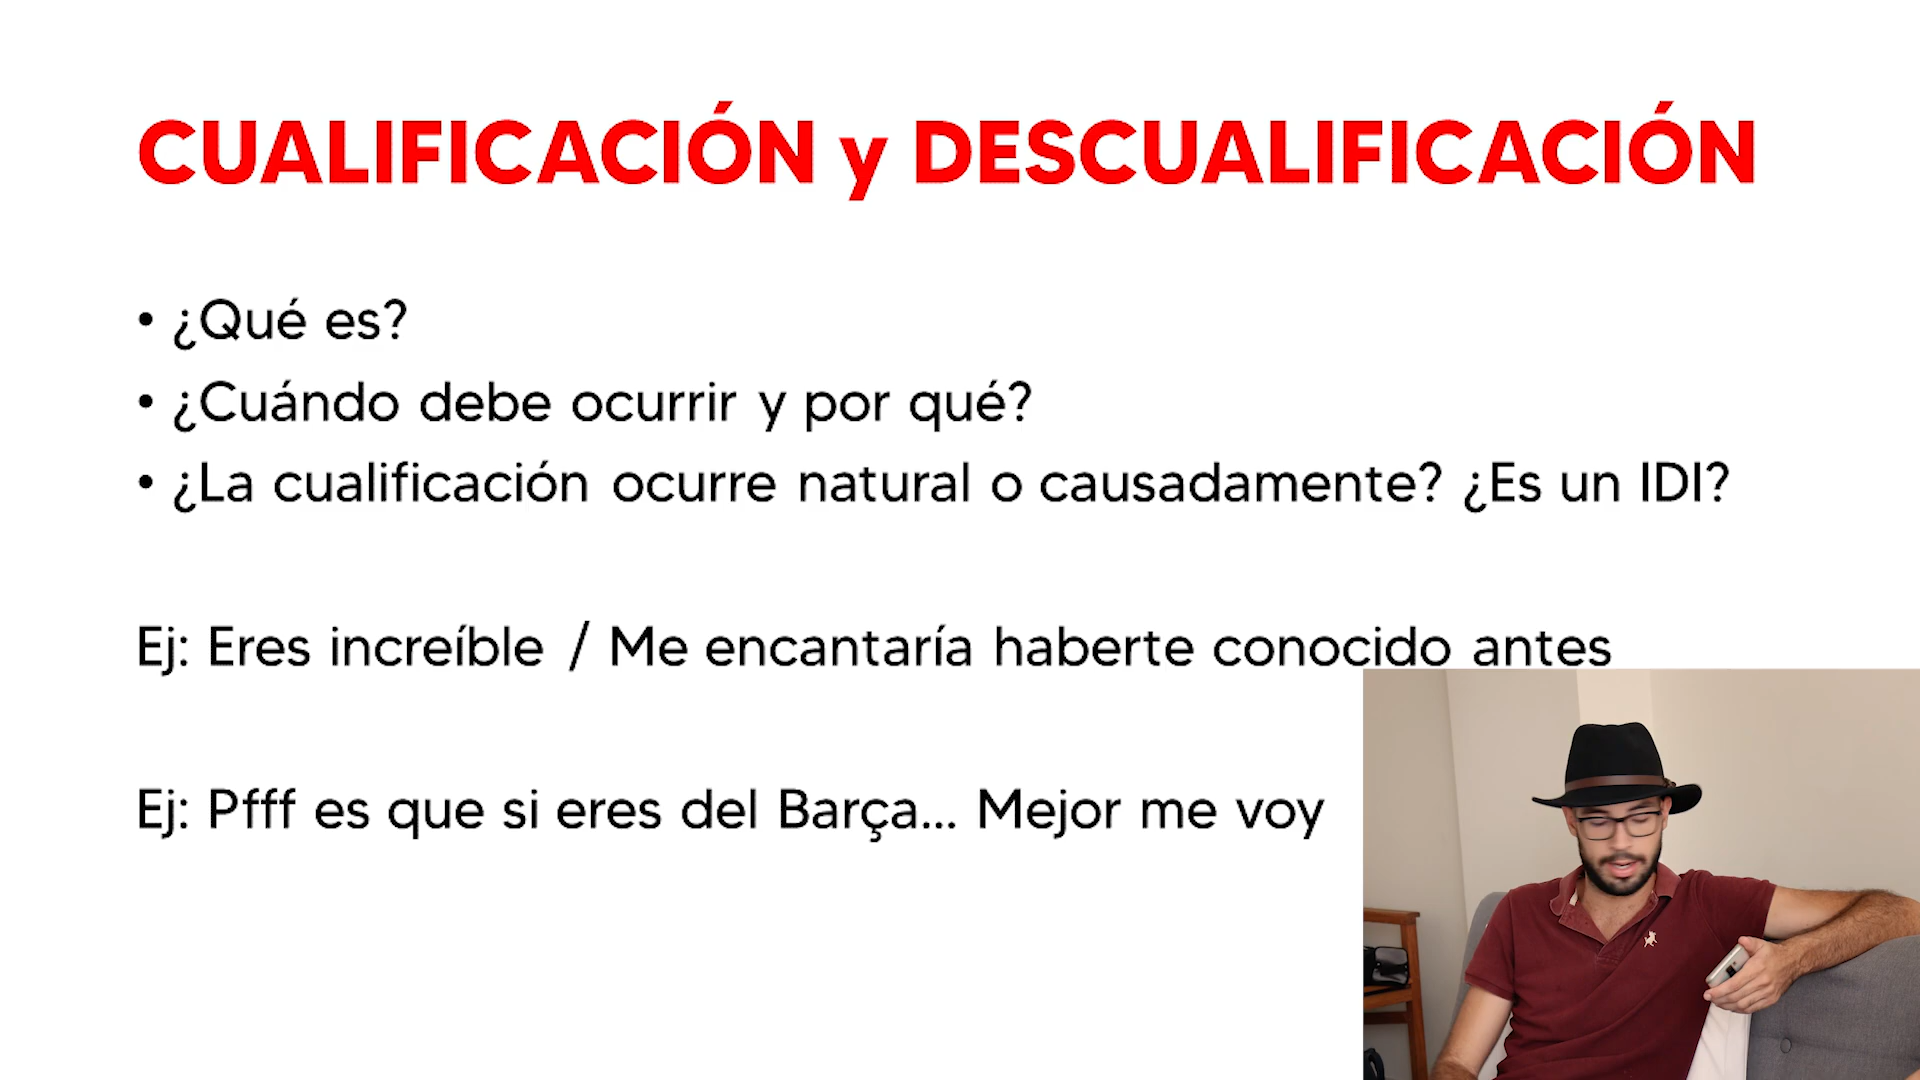 CUALIFICACIÓN y DESCUALIFICACIÓN
• ¿Qué es?
• ¿Cuándo debe ocurrir y por qué?
• ¿La cualificación ocurre natural o causadamente? ¿Es un IDI?
Ej: Eres increíble / Me encantaría haberte conocido antes
Ej: Pfff es que si eres del Barça... Mejor me voy